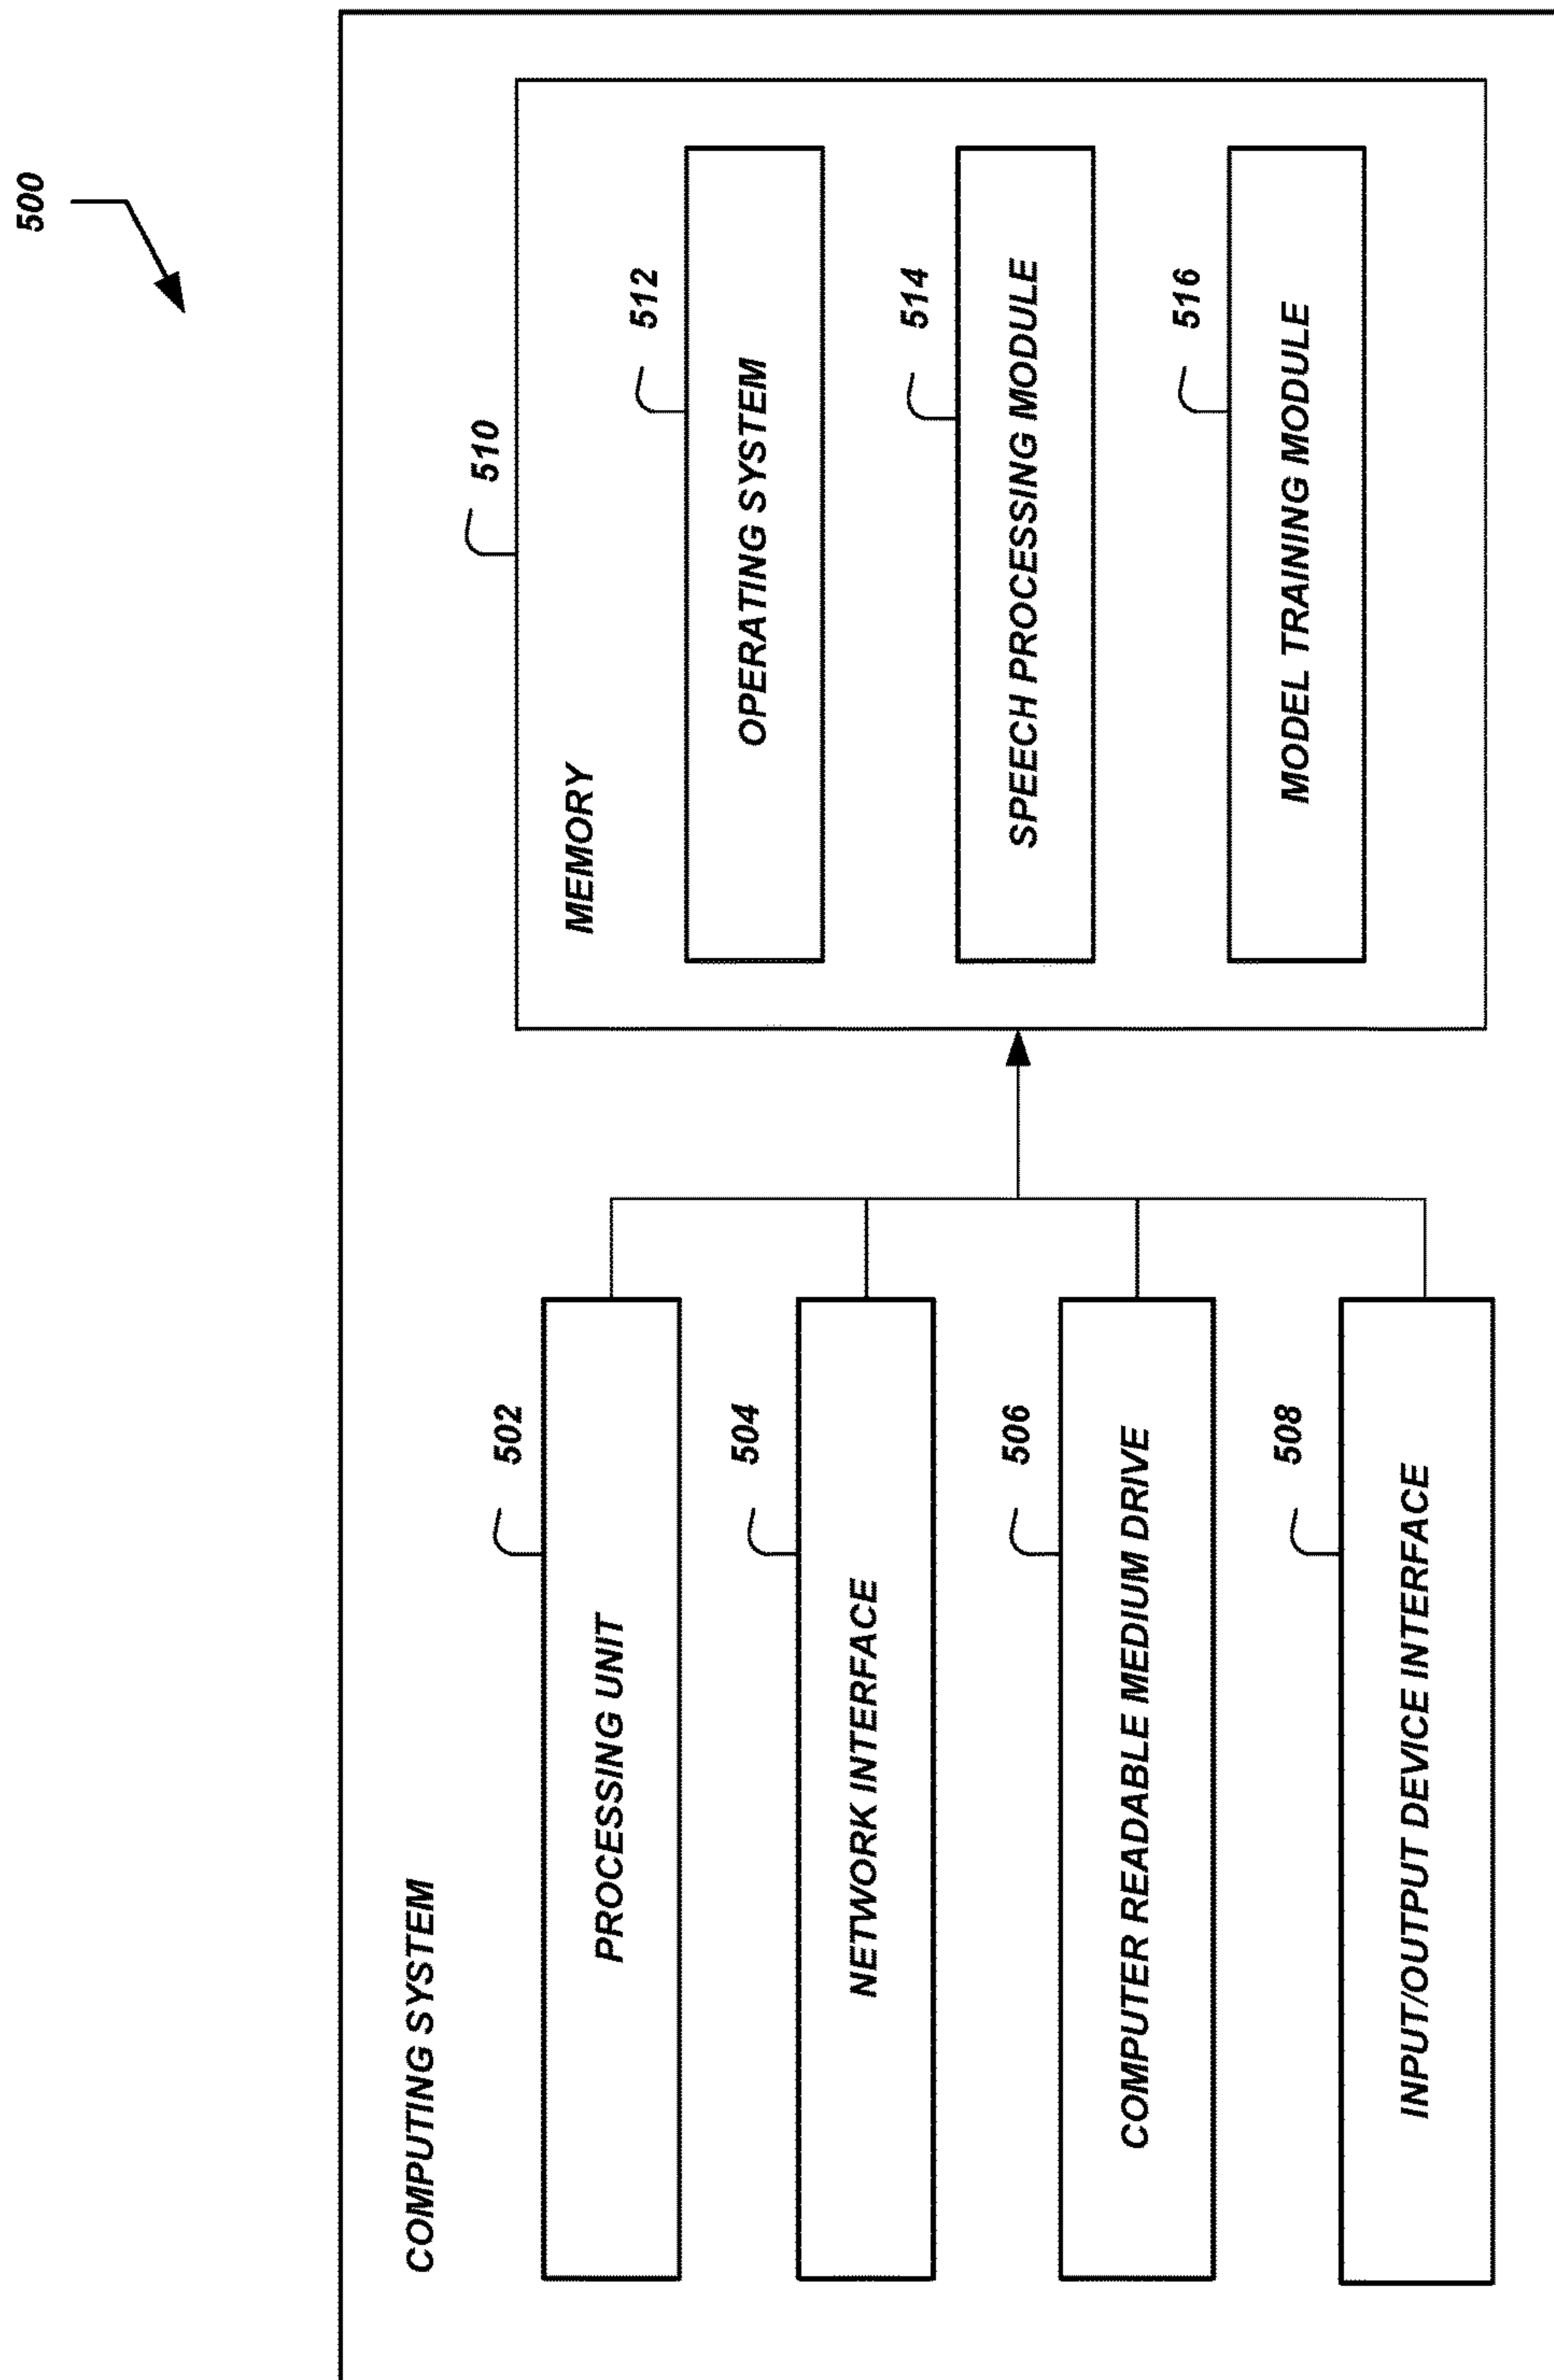 500
COMPUTING SYSTEM
502
PROCESSING UNIT
504
NETWORK INTERFACE
506
COMPUTER READABLE MEDIUM DRIVE
508
INPUT/OUTPUT DEVICE INTERFACE
510
MEMORY
512
OPERATING SYSTEM
514
SPEECH PROCESSING MODULE
516
MODEL TRAINING MODULE